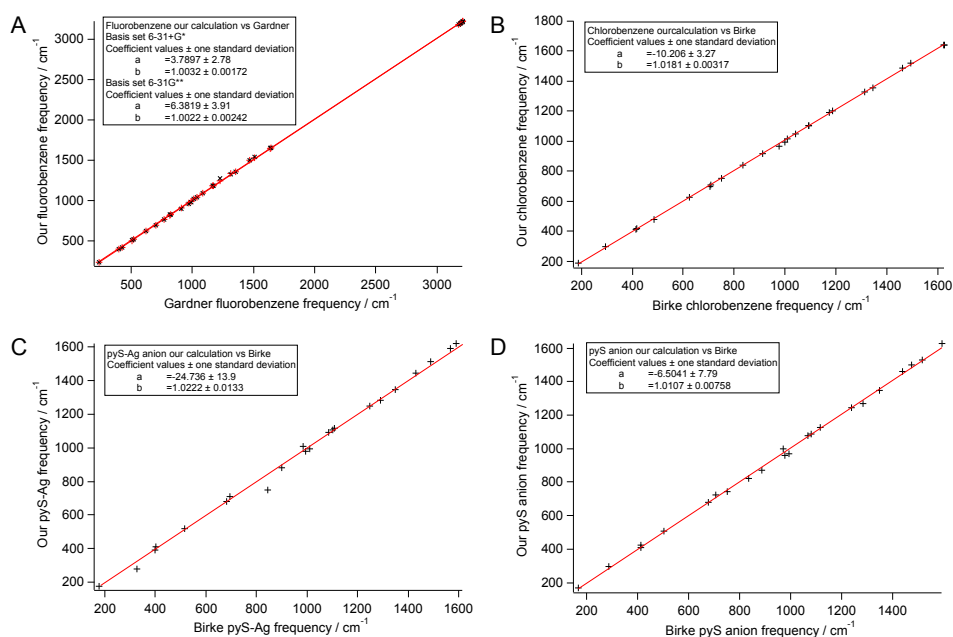 A
Fluorobenzene our calculation vs Gardner
Basis set 6-31+G*
Coefficient values ± one standard deviation
a =3.7897 ± 2.78
b =1.0032 ± 0.00172
Basis set 6-31G**
Coefficient values ± one standard deviation
a =6.3819 ± 3.91
b =1.0022 ± 0.00242
Our fluorobenzene frequency / cm-1
3000
2500
2000
1500
1000
500
500 1000 1500 2000 2500 3000
Gardner fluorobenzene frequency / cm-1
B
Chlorobenzene ourcalculation vs Birke
Coefficient values ± one standard deviation
a =-10.206 ± 3.27
b =1.0181 ± 0.00317
Our chlorobenzene frequency / cm-1
1800
1600
1400
1200
1000
800
600
400
200
200 400 600 800 1000 1200 1400 1600
Birke chlorobenzene frequency / cm-1
C
pyS-Ag anion our calculation vs Birke
Coefficient values ± one standard deviation
a =-24.736 ± 13.9
b =1.0222 ± 0.0133
Our pyS-Ag frequency / cm-1
1600
1400
1200
1000
800
600
400
200
200 400 600 800 1000 1200 1400 1600
Birke pyS-Ag frequency / cm-1
D
pyS anion our calculation vs Birke
Coefficient values ± one standard deviation
a =-6.5041 ± 7.79
b =1.0107 ± 0.00758
Our pyS anion frequency / cm-1
1600
1400
1200
1000
800
600
400
200
200 400 600 800 1000 1200 1400
Birke pyS anion frequency / cm-1